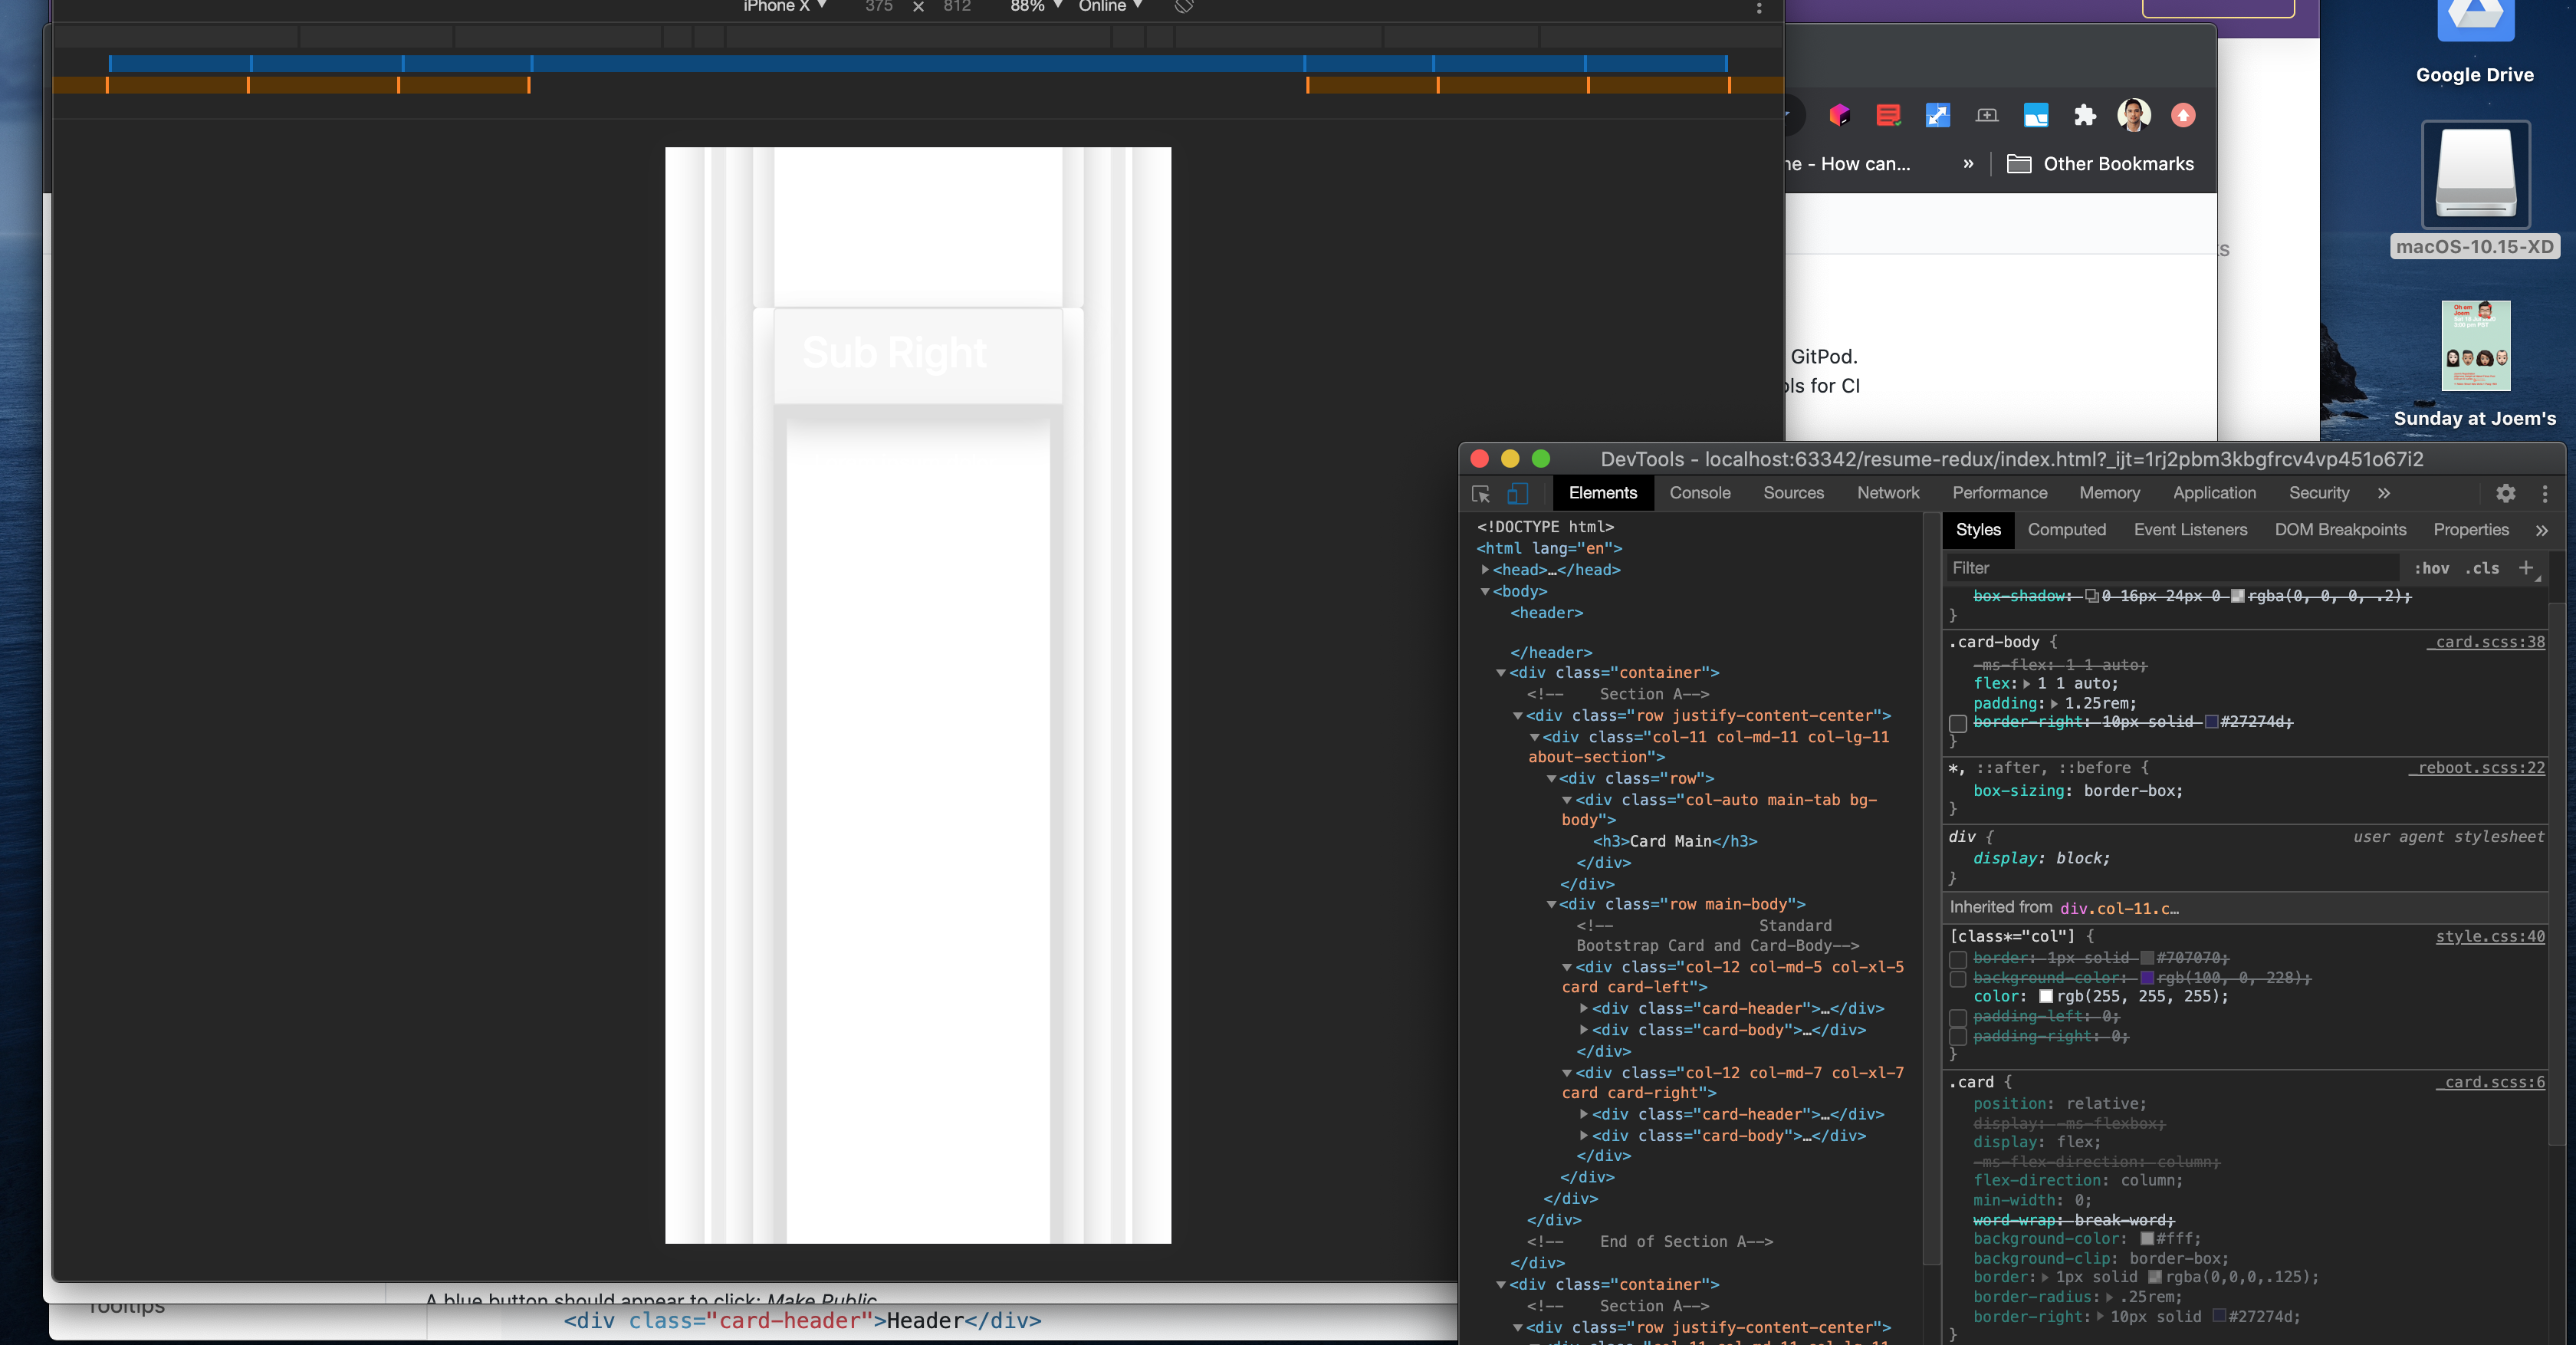 iPhone X ▼ 375 × 812 88% ▼ Online ▼
Google Drive
ne - How can... » Other Bookmarks
macOS-10.15-XD
GitPod.
ols for CI
Sunday at Joem's
Sub Right
DevTools - localhost:63342/resume-redux/index.html?_ijt=1rj2pbm3kbgfrcv4vp451o67i2
Elements Console Sources Network Performance Memory Application Security »
<!DOCTYPE html>
<html lang="en">
<head>…</head>
<body>
<header>
</header>
<div class="container">
<!-- Section A-->
<div class="row justify-content-center">
<div class="col-11 col-md-11 col-lg-11
about-section">
<div class="row">
<div class="col-auto main-tab bg-
body">
<h3>Card Main</h3>
</div>
</div>
<div class="row main-body">
<!-- Standard
Bootstrap Card and Card-Body-->
<div class="col-12 col-md-5 col-xl-5
card card-left">
<div class="card-header">…</div>
<div class="card-body">…</div>
</div>
<div class="col-12 col-md-7 col-xl-7
card card-right">
<div class="card-header">…</div>
<div class="card-body">…</div>
</div>
</div>
</div>
</div>
<!-- End of Section A-->
</div>
<div class="container">
<!-- Section A-->
<div class="row justify-content-center">
Styles Computed Event Listeners DOM Breakpoints Properties »
Filter :hov .cls +
box-shadow: 0 16px 24px 0 rgba(0, 0, 0, .2);
}
.card-body { _card.scss:38
-ms-flex: 1 1 auto;
flex: 1 1 auto;
padding: 1.25rem;
border-right: 10px solid #27274d;
}
*, ::after, ::before { _reboot.scss:22
box-sizing: border-box;
}
div { user agent stylesheet
display: block;
}
Inherited from div.col-11.c…
[class*="col"] { style.css:40
border: 1px solid #707070;
background-color: rgb(100, 0, 228);
color: rgb(255, 255, 255);
padding-left: 0;
padding-right: 0;
}
.card { _card.scss:6
position: relative;
display: -ms-flexbox;
display: flex;
-ms-flex-direction: column;
flex-direction: column;
min-width: 0;
word-wrap: break-word;
background-color: #fff;
background-clip: border-box;
border: 1px solid rgba(0,0,0,.125);
border-radius: .25rem;
border-right: 10px solid #27274d;
}
Tooltips
A blue button should appear to click: Make Public
<div class="card-header">Header</div>